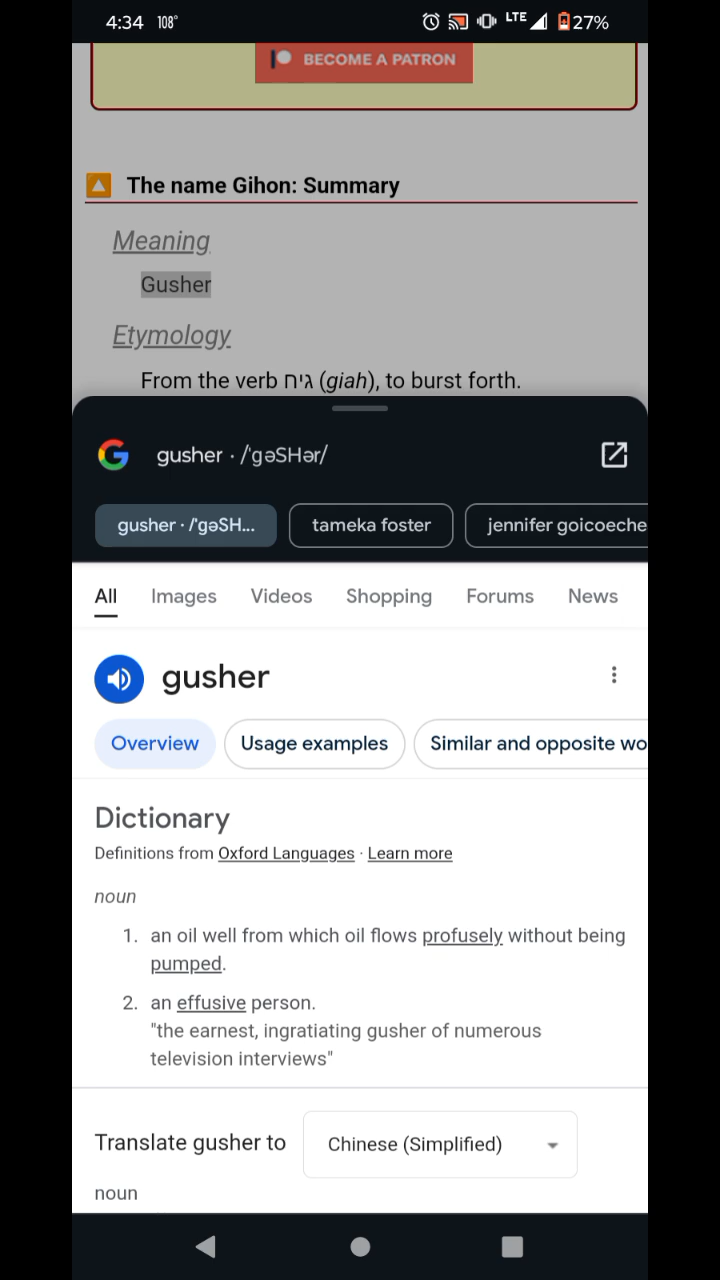 4:34 108° LTE 27%
BECOME A PATRON
The name Gihon: Summary
Meaning
Gusher
Etymology
From the verb גיח (giah), to burst forth.
gusher · /ˈɡəSHər/
gusher · /ˈɡəSH... tameka foster jennifer goicoeche
All Images Videos Shopping Forums News
gusher
Overview Usage examples Similar and opposite wo
Dictionary
Definitions from Oxford Languages · Learn more
noun
1. an oil well from which oil flows profusely without being
pumped.
2. an effusive person.
"the earnest, ingratiating gusher of numerous
television interviews"
Translate gusher to Chinese (Simplified)
noun